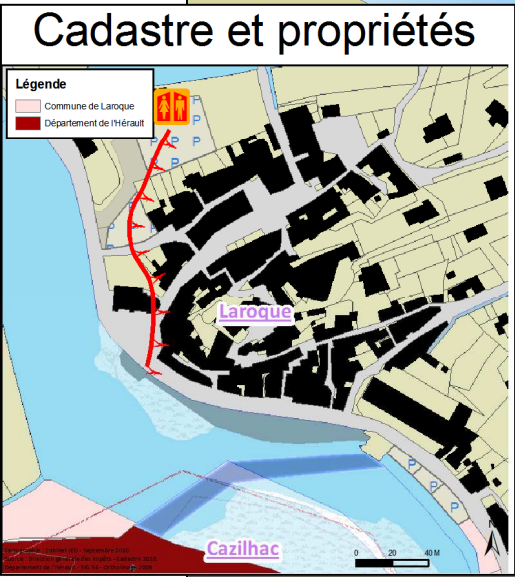 Cadastre et propriétés
Légende
Commune de Laroque
Département de l'Hérault
P
P
P
P
P
P
P
P
Laroque
P
P
P
Cazilhac
0 20 40 M